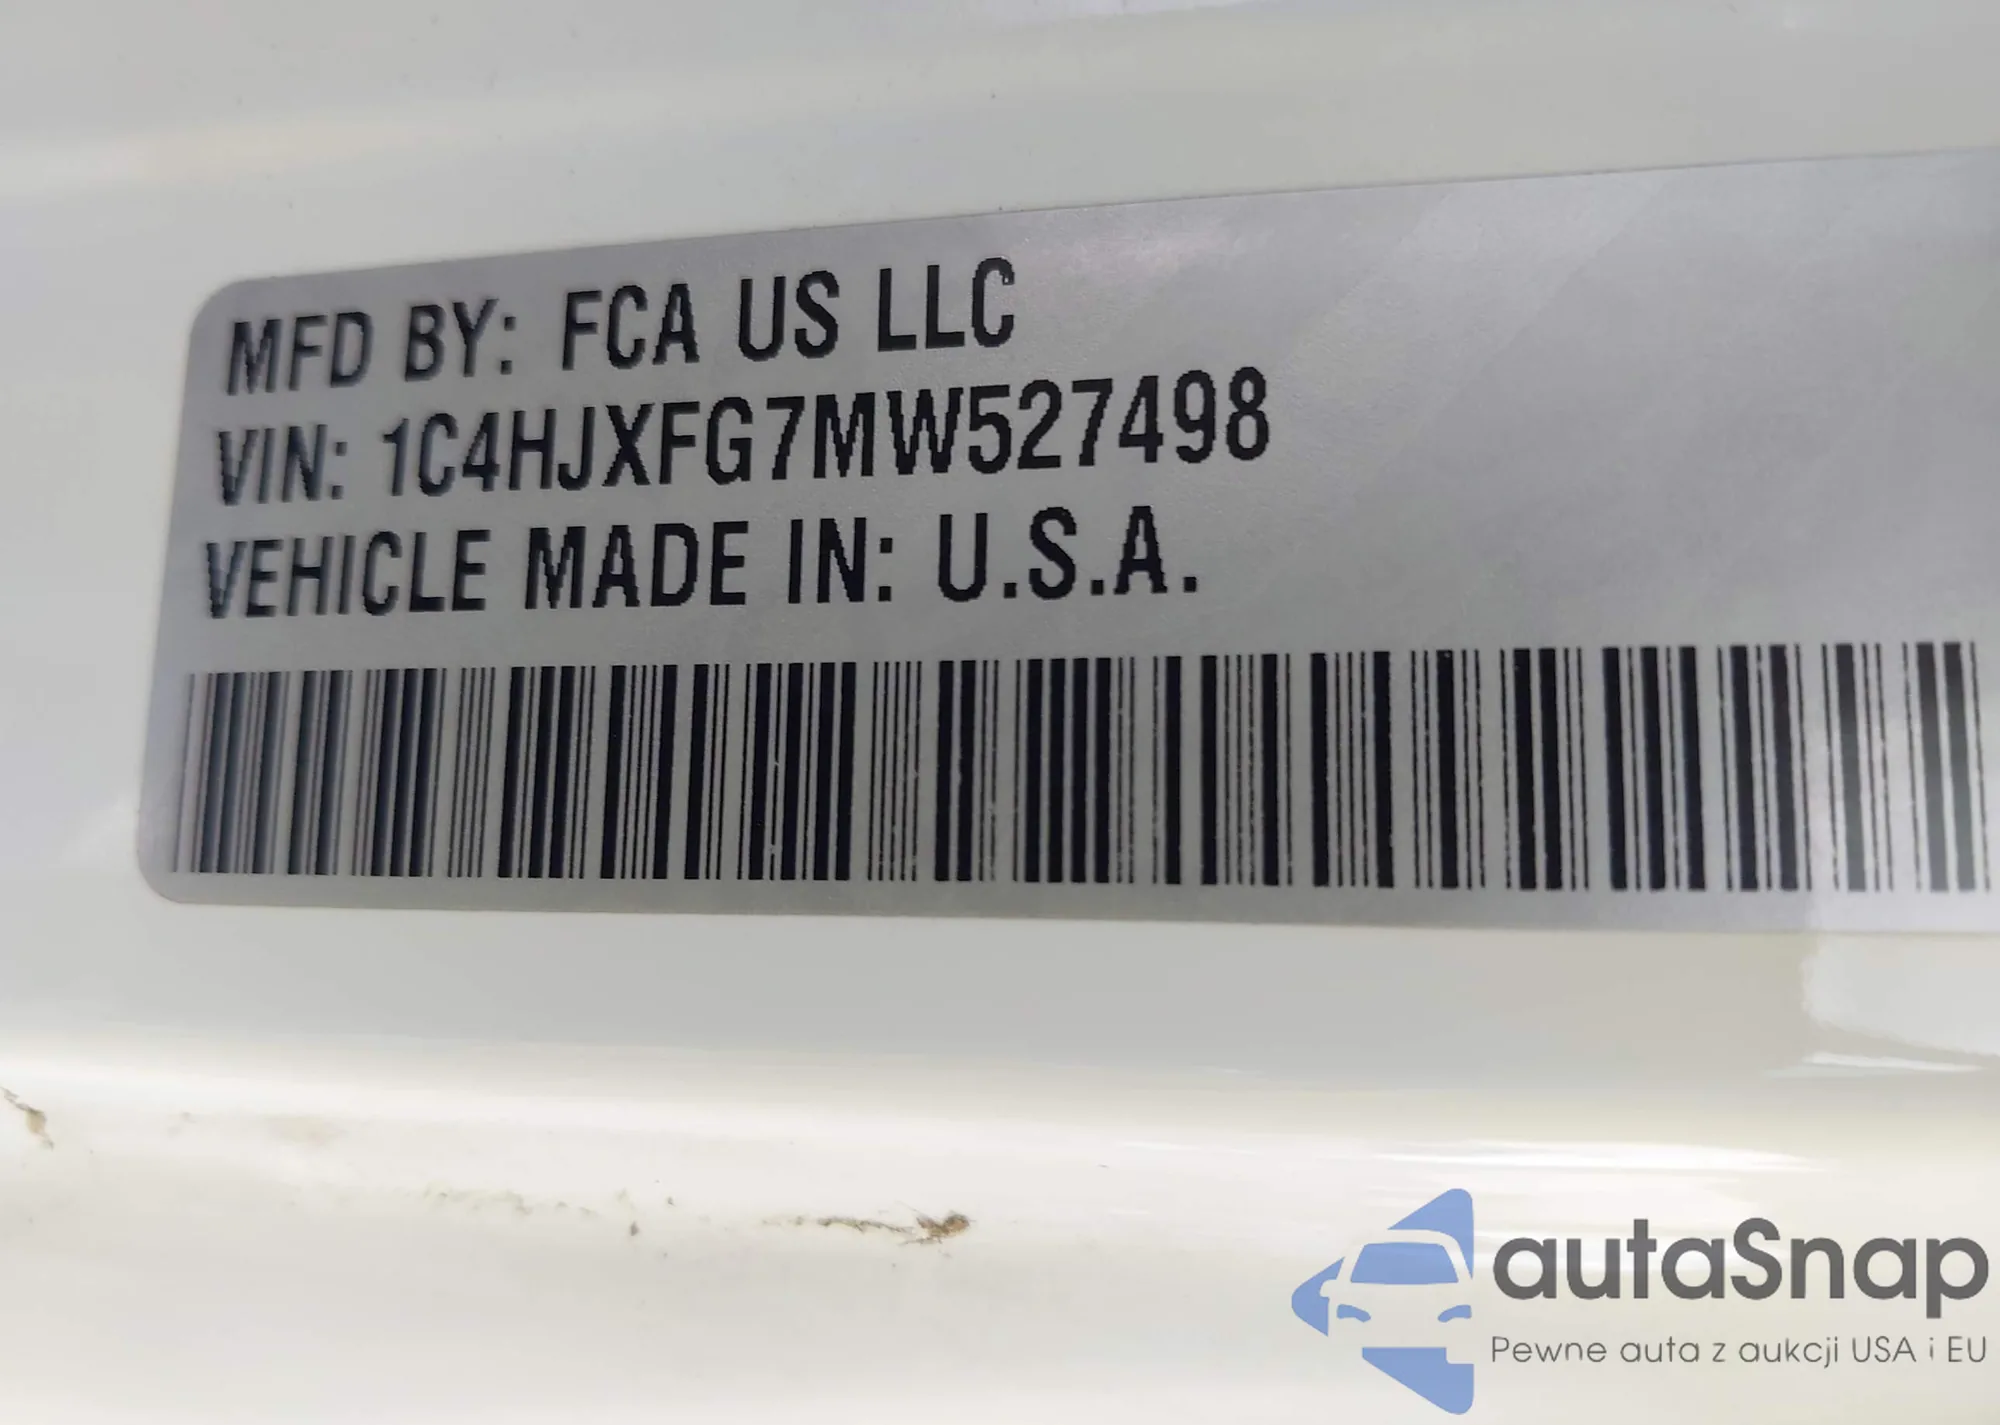 MFD BY: FCA US LLC
VIN: 1C4HJXFG7MW527498
VEHICLE MADE IN: U.S.A.
autaSnap
Pewne auta z aukcji USA i EU